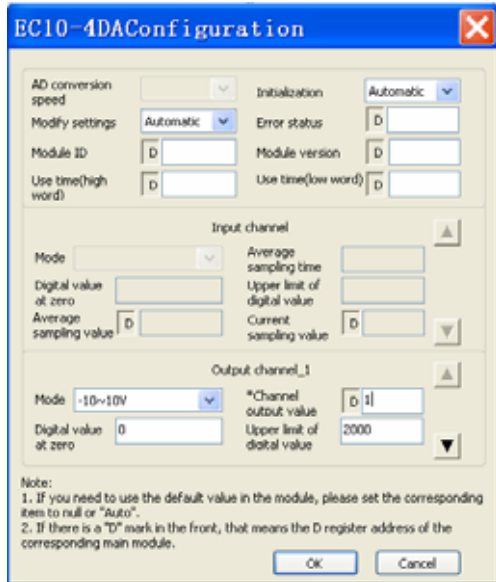 EC10-4DAConfiguration
AD conversion
speed
Initialization
Automatic
Modify settings
Automatic
Error status
D
Module ID
D
Module version
D
Use time(high
word)
D
Use time(low word)
D
Input channel
Mode
Average
sampling time
Digital value
at zero
Upper limit of
digital value
Average
sampling value
D
Current
sampling value
D
Output channel_1
Mode
-10~10V
*Channel
output value
D
1
Digital value
at zero
0
Upper limit of
digital value
2000
Note:
1. If you need to use the default value in the module, please set the corresponding
item to null or "Auto".
2. If there is a "D" mark in the front, that means the D register address of the
corresponding main module.
OK
Cancel